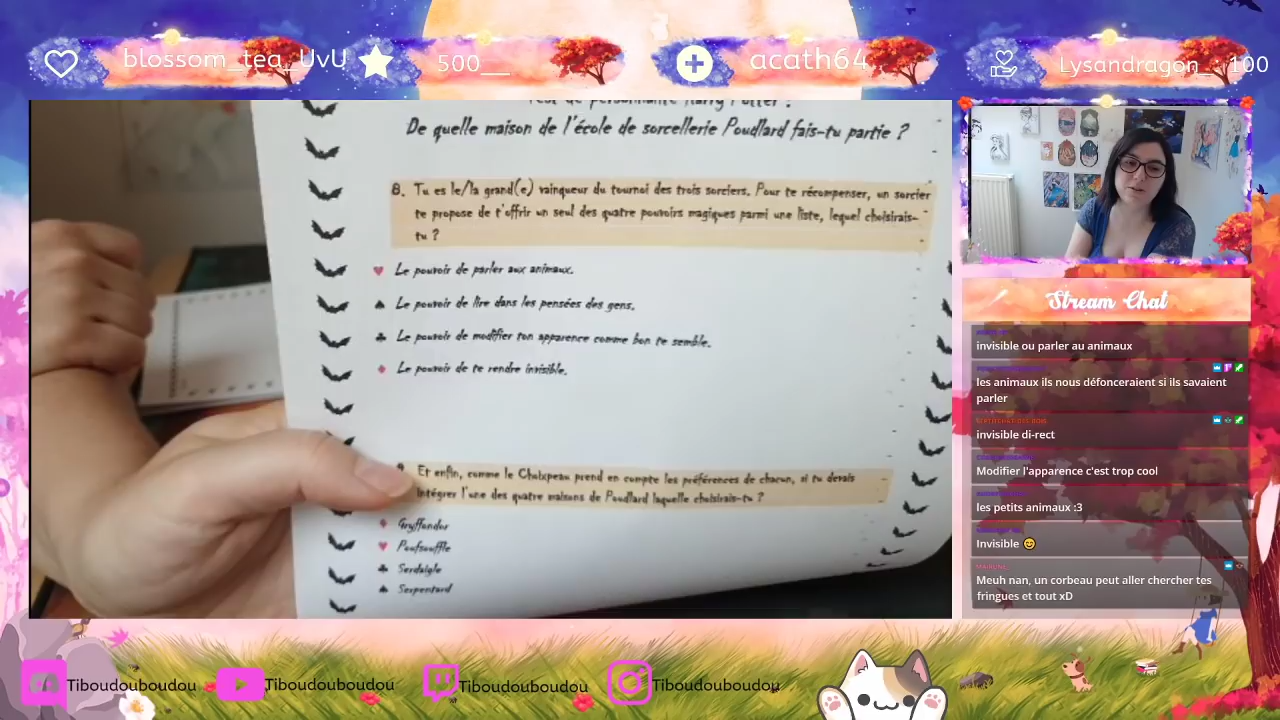 blossom_tea_UvU
500__
acath64
Lysandragon_ 100
De quelle maison de l'école de sorcellerie Poudlard fais-tu partie ?
8. Tu es le/la grand(e) vainqueur du tournoi des trois sorciers. Pour te récompenser, un sorcier
te propose de t'offrir un seul des quatre pouvoirs magiques parmi une liste, lequel choisirais-
tu ?
Le pouvoir de parler aux animaux.
Le pouvoir de lire dans les pensées des gens.
Le pouvoir de modifier ton apparence comme bon te semble.
Le pouvoir de te rendre invisible.
Et enfin, comme le Choixpeau prend en compte les préférences de chacun, si tu devais
intégrer l'une des quatre maisons de Poudlard laquelle choisirais-tu ?
Gryffondor
Poufsouffle
Serdaigle
Serpentard
Stream Chat
invisible ou parler au animaux
les animaux ils nous défonceraient si ils savaient
parler
invisible di-rect
Modifier l'apparence c'est trop cool
les petits animaux :3
Invisible 😊
Meuh nan, un corbeau peut aller chercher tes
fringues et tout xD
Tiboudouboudou
Tiboudouboudou
Tiboudouboudou
Tiboudouboudou